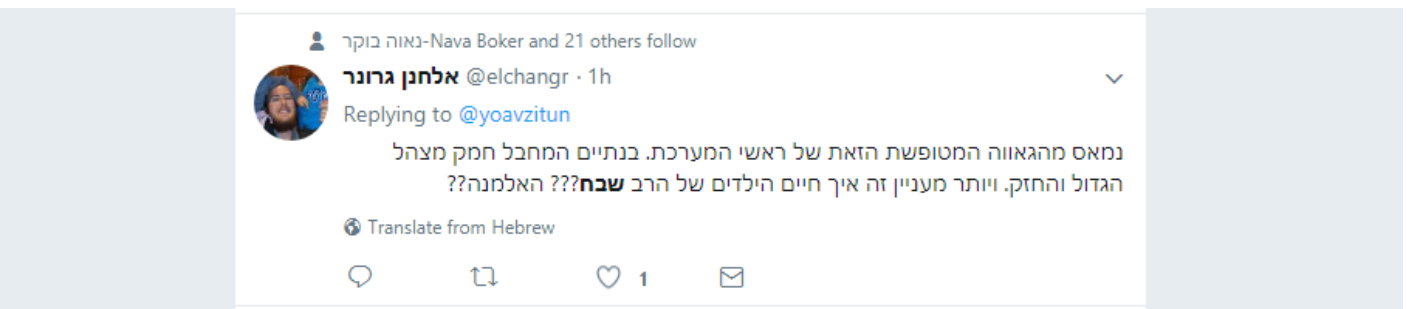 נאוה בוקר-Nava Boker and 21 others follow
אלחנן גרונר @elchangr · 1h
Replying to @yoavzitun
נמאס מהגאווה המטופשת הזאת של ראשי המערכת. בנתיים המחבל חמק מצהל
הגדול והחזק. ויותר מעניין זה איך חיים הילדים של הרב שבח??? האלמנה??
Translate from Hebrew
1